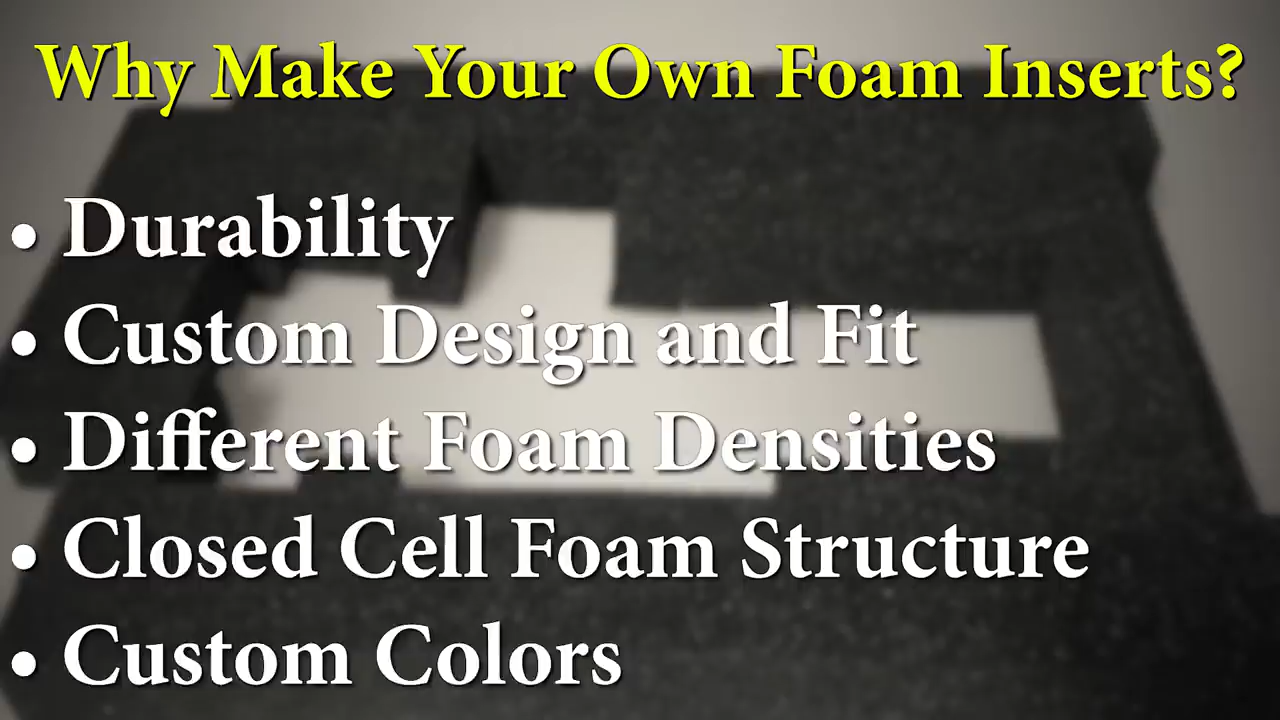 Why Make Your Own Foam Inserts?
• Durability
• Custom Design and Fit
• Different Foam Densities
• Closed Cell Foam Structure
• Custom Colors